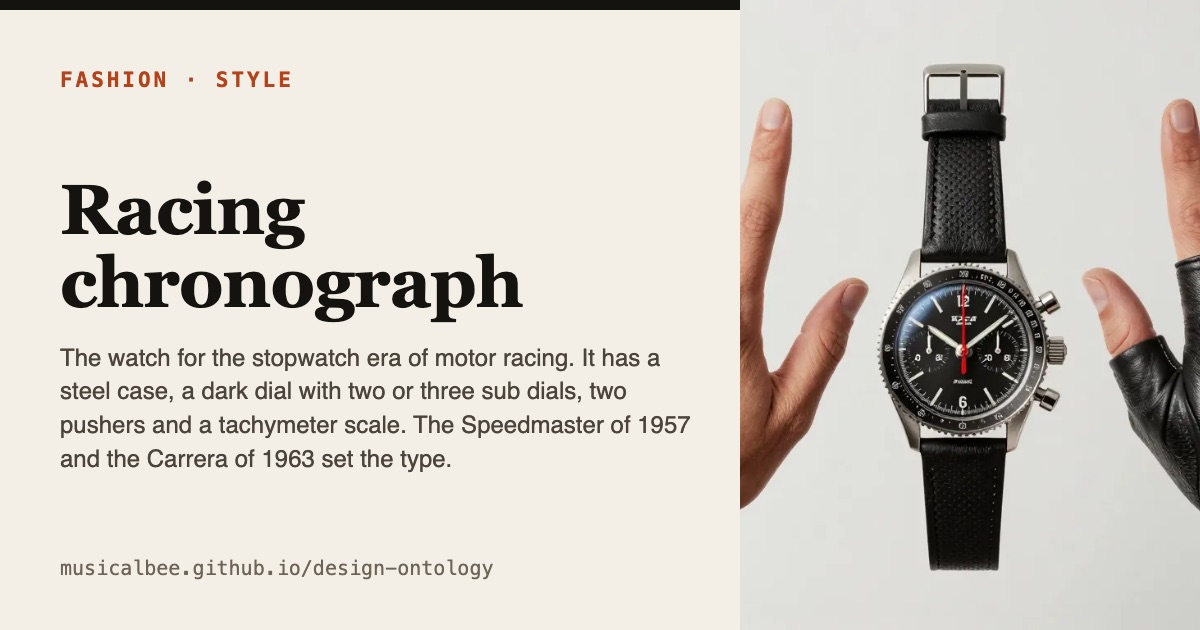 FASHION · STYLE
Racing
chronograph
The watch for the stopwatch era of motor racing. It has a
steel case, a dark dial with two or three sub dials, two
pushers and a tachymeter scale. The Speedmaster of 1957
and the Carrera of 1963 set the type.
musicalbee.github.io/design-ontology
12
6